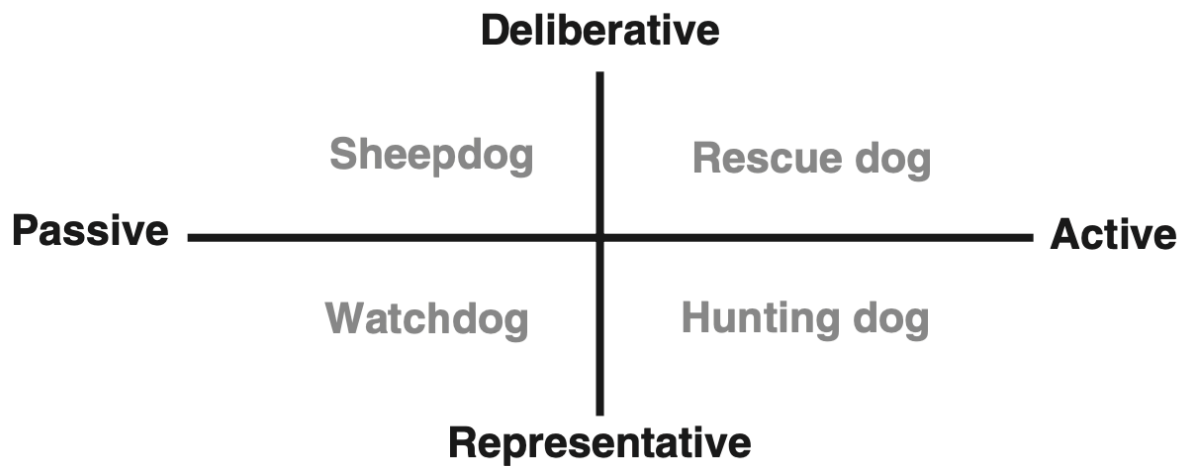 Deliberative
Sheepdog Rescue dog
Passive Active
Watchdog Hunting dog
Representative